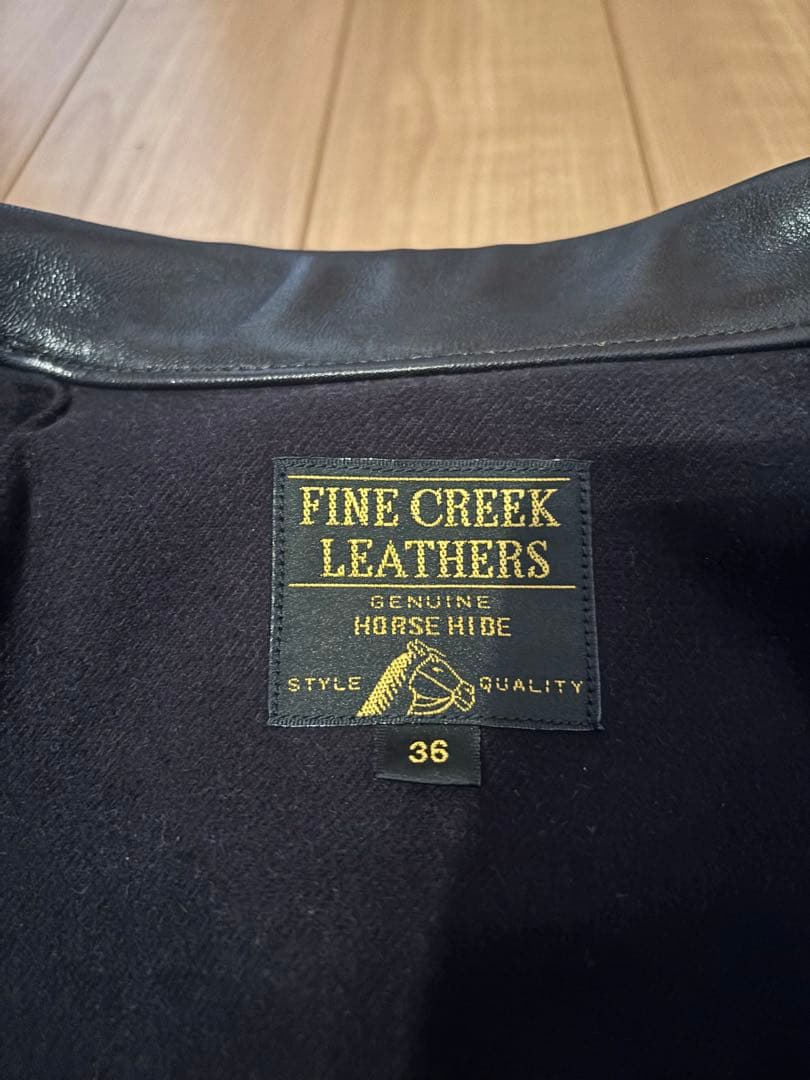 FINE CREEK
LEATHERS
GENUINE
HORSE HIDE
STYLE QUALITY
36